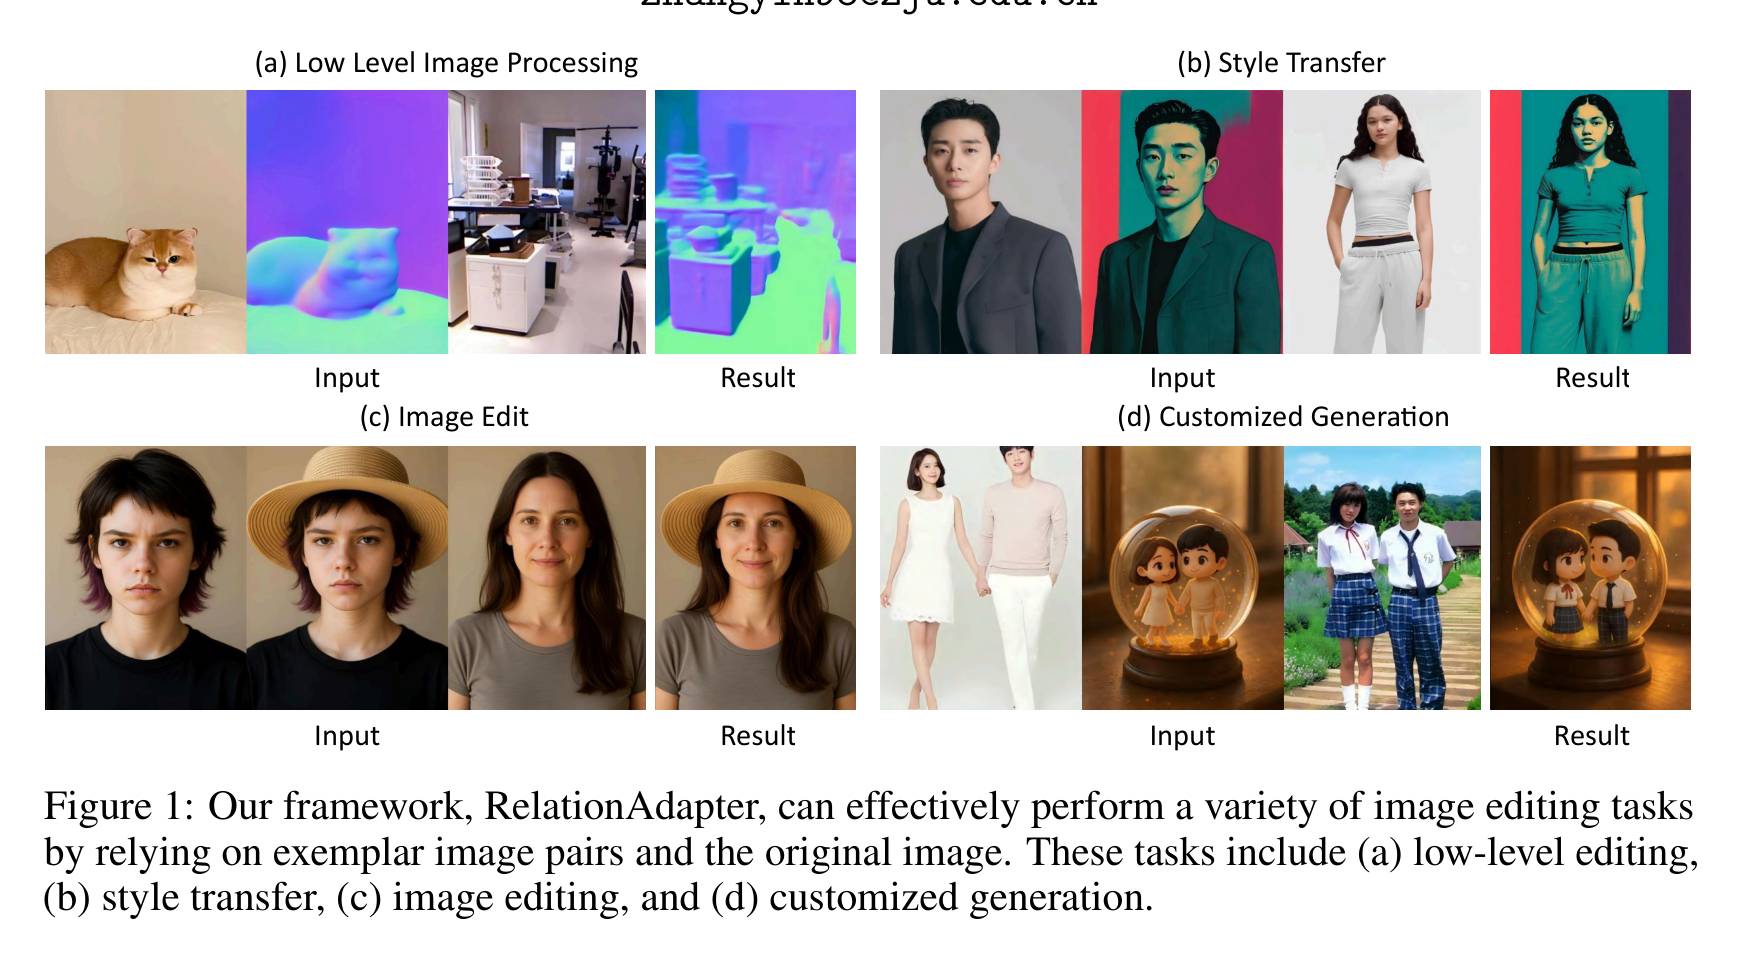 (a) Low Level Image Processing
(b) Style Transfer
Input
Result
Input
Result
(c) Image Edit
(d) Customized Generation
Input
Result
Input
Result
Figure 1: Our framework, RelationAdapter, can effectively perform a variety of image editing tasks
by relying on exemplar image pairs and the original image. These tasks include (a) low-level editing,
(b) style transfer, (c) image editing, and (d) customized generation.